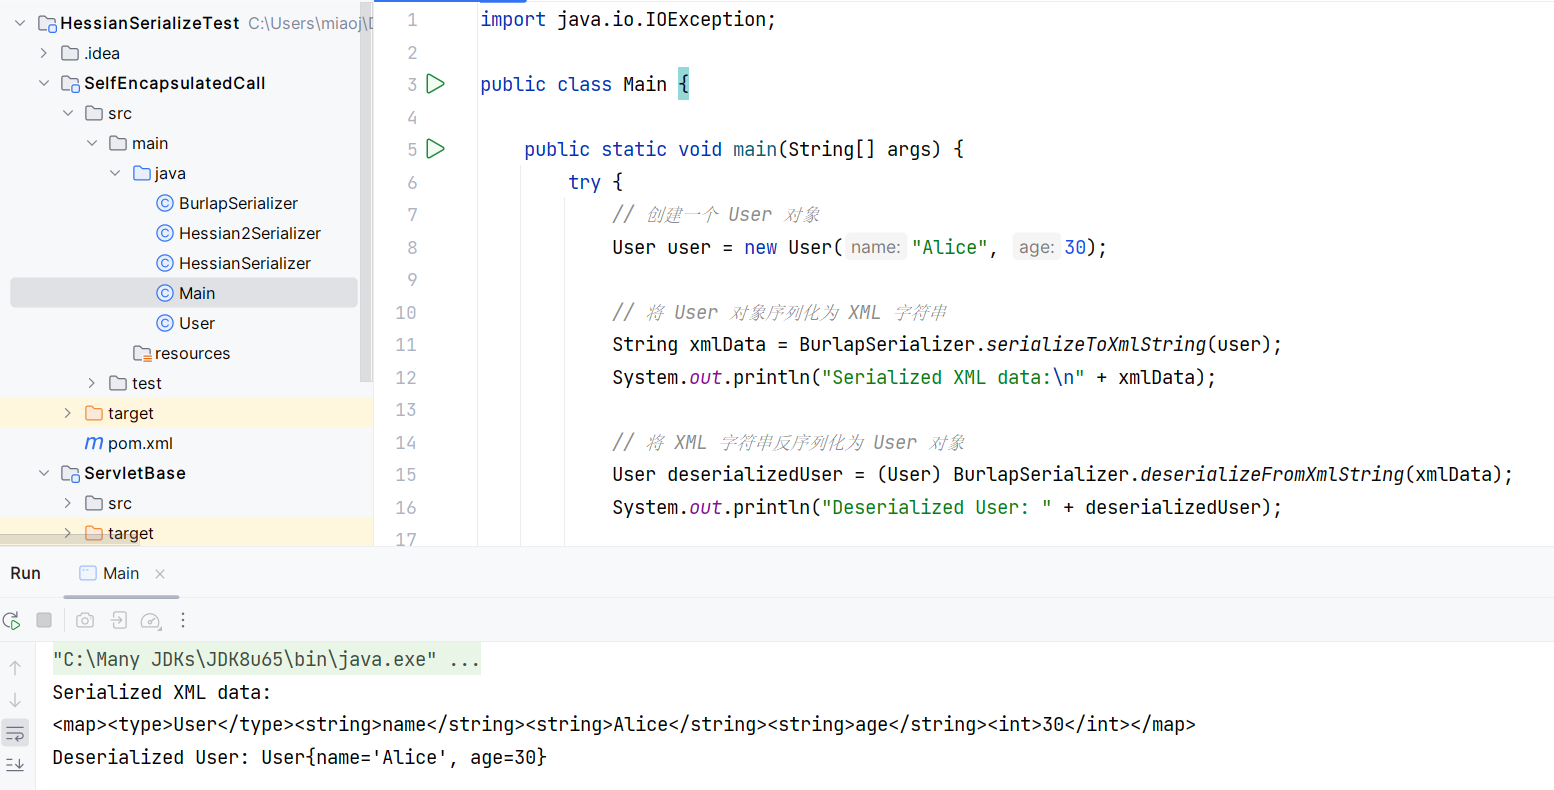 HessianSerializeTest C:\Users\miaoj\D
.idea
SelfEncapsulatedCall
src
main
java
BurlapSerializer
Hessian2Serializer
HessianSerializer
Main
User
resources
test
target
pom.xml
ServletBase
src
target
1 import java.io.IOException;
2
3 public class Main {
4
5 public static void main(String[] args) {
6 try {
7 // 创建一个 User 对象
8 User user = new User( name: "Alice", age: 30);
9
10 // 将 User 对象序列化为 XML 字符串
11 String xmlData = BurlapSerializer.serializeToXmlString(user);
12 System.out.println("Serialized XML data:\n" + xmlData);
13
14 // 将 XML 字符串反序列化为 User 对象
15 User deserializedUser = (User) BurlapSerializer.deserializeFromXmlString(xmlData);
16 System.out.println("Deserialized User: " + deserializedUser);
17
Run Main
"C:\Many JDKs\JDK8u65\bin\java.exe" ...
Serialized XML data:
<map><type>User</type><string>name</string><string>Alice</string><string>age</string><int>30</int></map>
Deserialized User: User{name='Alice', age=30}